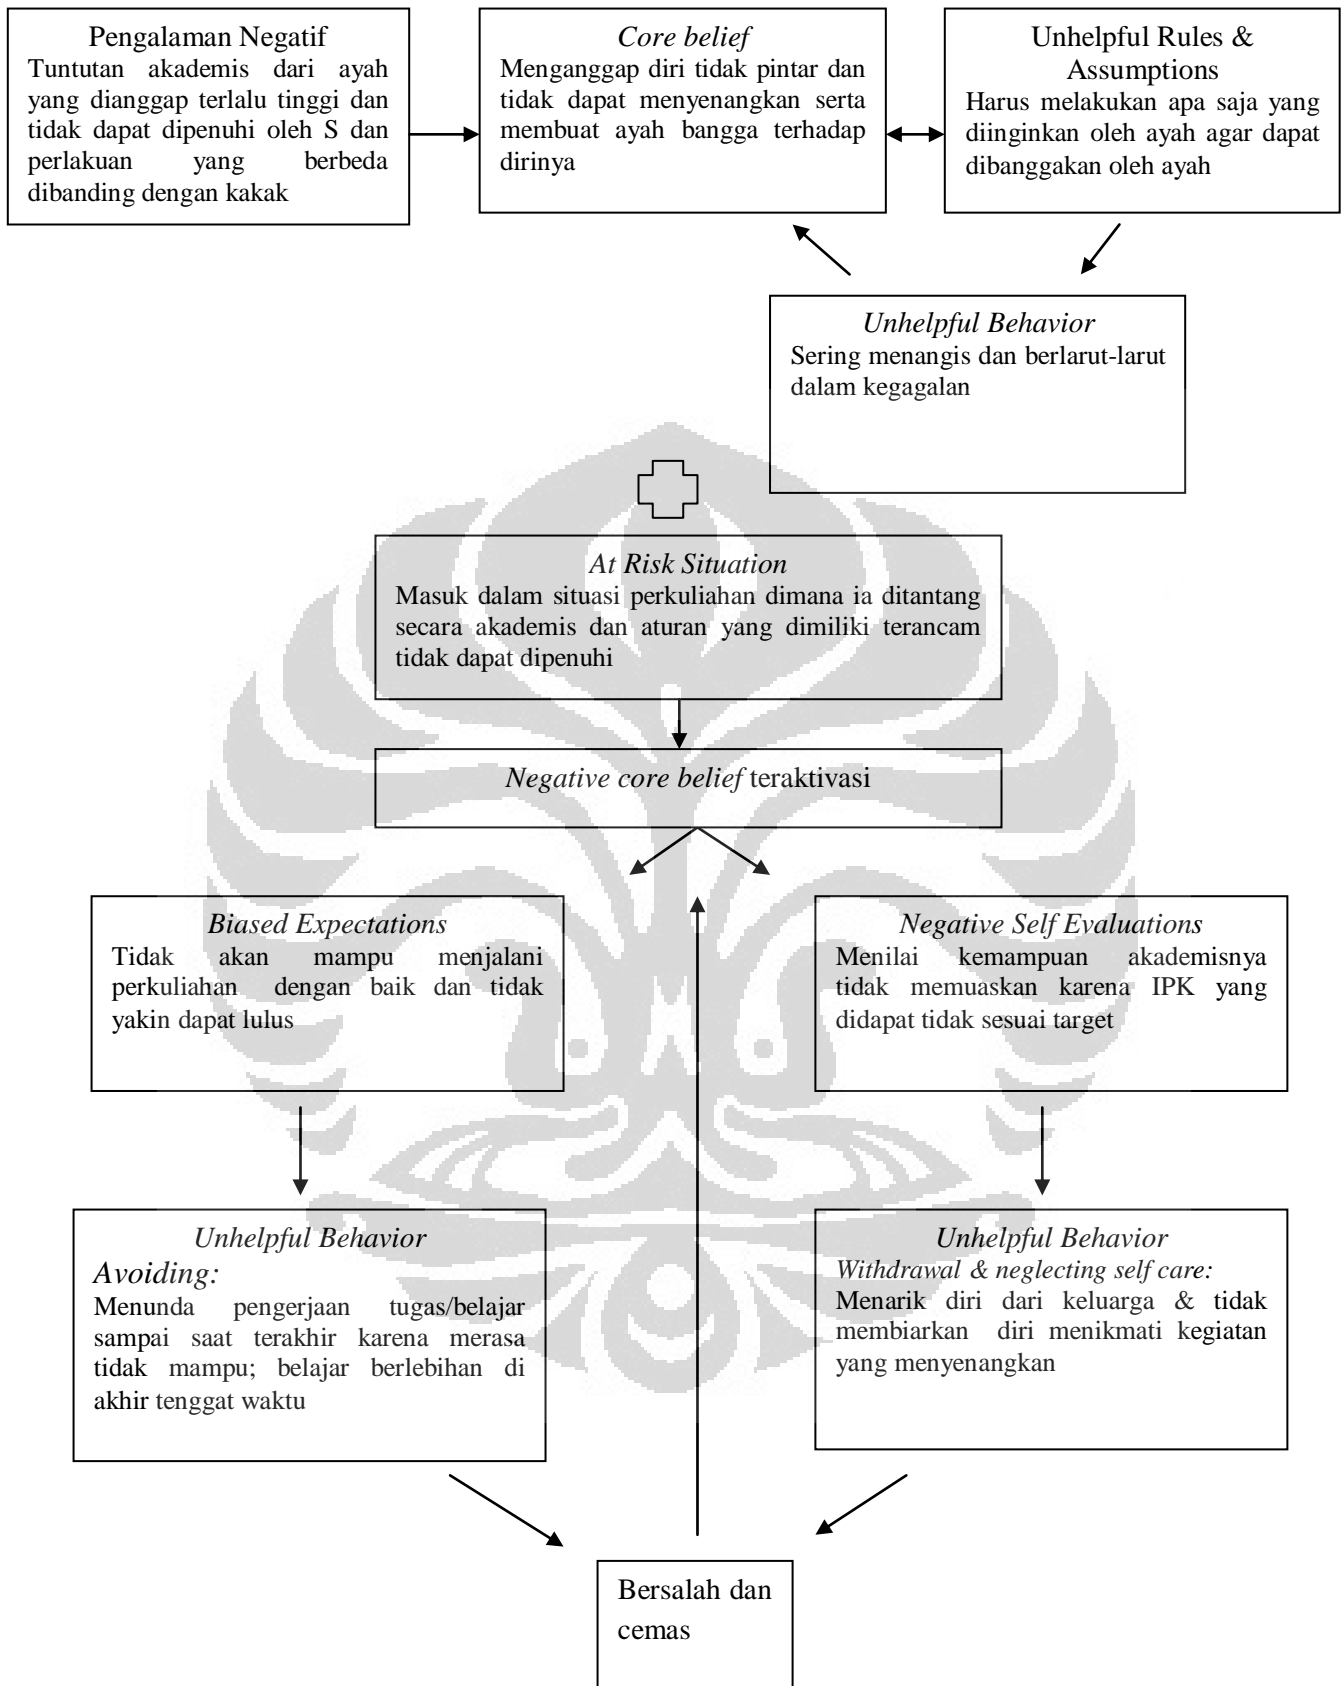 Pengalaman Negatif
Tuntutan akademis dari ayah
yang dianggap terlalu tinggi dan
tidak dapat dipenuhi oleh S dan
perlakuan yang berbeda
dibanding dengan kakak
Core belief
Menganggap diri tidak pintar dan
tidak dapat menyenangkan serta
membuat ayah bangga terhadap
dirinya
Unhelpful Rules &
Assumptions
Harus melakukan apa saja yang
diinginkan oleh ayah agar dapat
dibanggakan oleh ayah
Unhelpful Behavior
Sering menangis dan berlarut-larut
dalam kegagalan
At Risk Situation
Masuk dalam situasi perkuliahan dimana ia ditantang
secara akademis dan aturan yang dimiliki terancam
tidak dapat dipenuhi
Negative core belief teraktivasi
Biased Expectations
Tidak akan mampu menjalani
perkuliahan dengan baik dan tidak
yakin dapat lulus
Negative Self Evaluations
Menilai kemampuan akademisnya
tidak memuaskan karena IPK yang
didapat tidak sesuai target
Unhelpful Behavior
Avoiding:
Menunda pengerjaan tugas/belajar
sampai saat terakhir karena merasa
tidak mampu; belajar berlebihan di
akhir tenggat waktu
Unhelpful Behavior
Withdrawal & neglecting self care:
Menarik diri dari keluarga & tidak
membiarkan diri menikmati kegiatan
yang menyenangkan
Bersalah dan
cemas